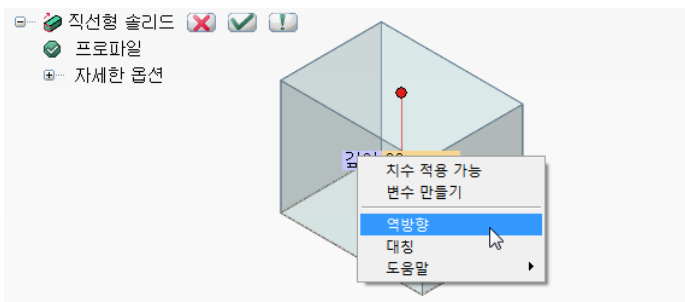 직선형 솔리드
프로파일
자세한 옵션
치수 적용 가능
변수 만들기
역방향
대칭
도움말